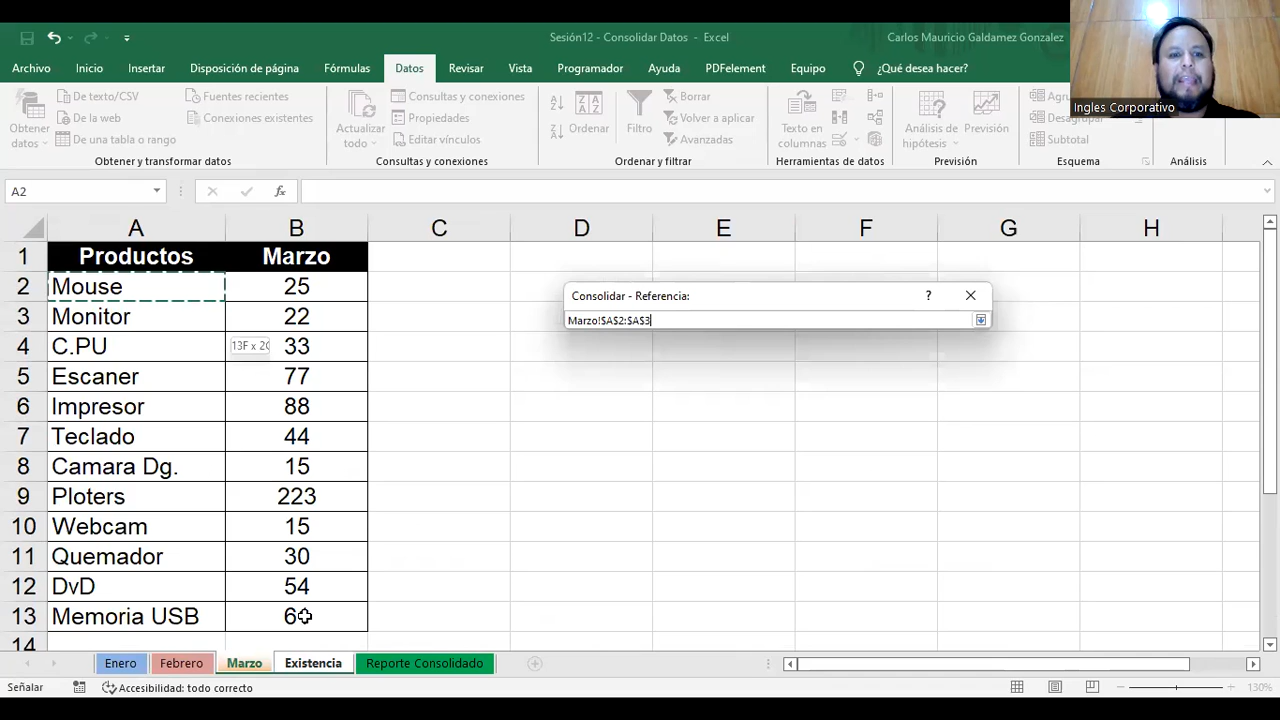 Sesión12 - Consolidar Datos - Excel
Carlos Mauricio Galdamez Gonzalez
Archivo Inicio Insertar Disposición de página Fórmulas Datos Revisar Vista Programador Ayuda PDFelement Equipo ¿Qué desea hacer?
Ingles Corporativo
Obtener datos
De texto/CSV
De la web
De una tabla o rango
Fuentes recientes
Conexiones existentes
Obtener y transformar datos
Actualizar todo
Consultas y conexiones
Propiedades
Editar vínculos
Consultas y conexiones
Ordenar
Filtro
Borrar
Volver a aplicar
Avanzadas
Ordenar y filtrar
Texto en columnas
Herramientas de datos
Análisis de hipótesis
Previsión
Previsión
Desagrupar
Subtotal
Esquema
Análisis
A2
fx
A B C D E F G H
1 Productos Marzo
2 Mouse 25
3 Monitor 22
4 C.PU 33
5 Escaner 77
6 Impresor 88
7 Teclado 44
8 Camara Dg. 15
9 Ploters 223
10 Webcam 15
11 Quemador 30
12 DvD 54
13 Memoria USB
14
Consolidar - Referencia:
?
Marzo!$A$2:$A$3
Enero Febrero Marzo Existencia Reporte Consolidado
Señalar
Accesibilidad: todo correcto
130%